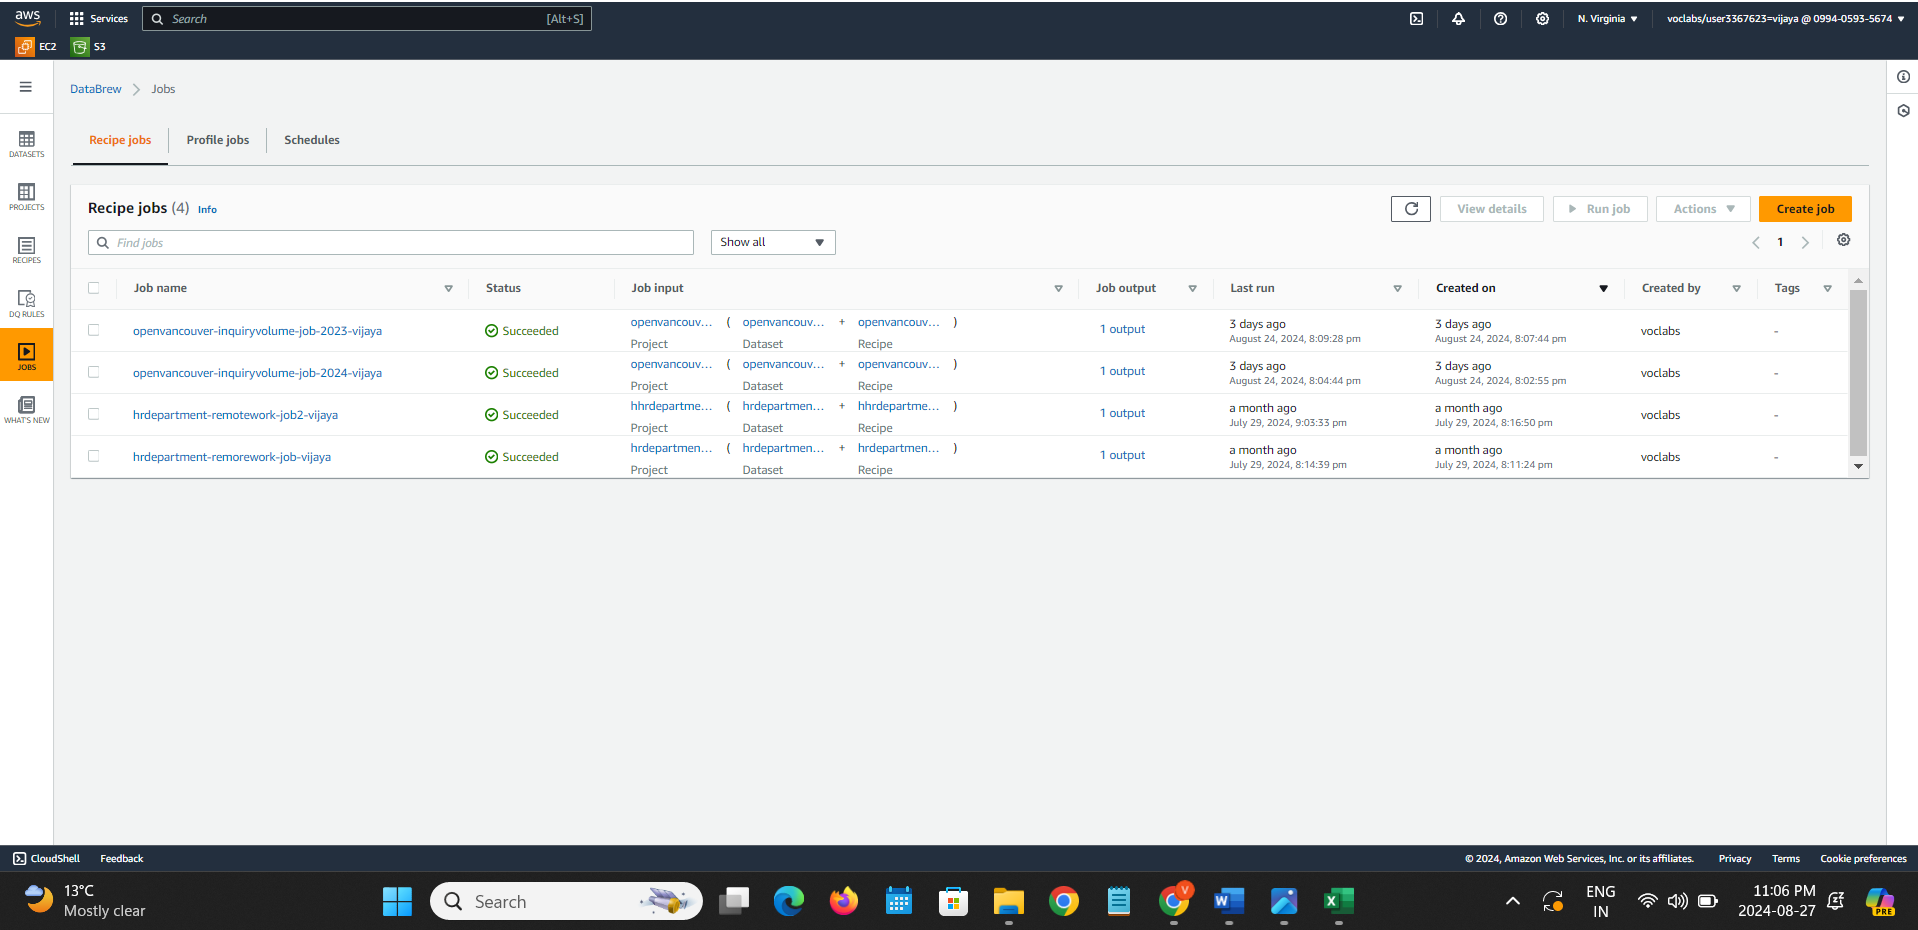 aws
Services
Search
[Alt+S]
N. Virginia
voclabs/user3367623=vijaya @ 0994-0593-5674
EC2
S3
DataBrew
Jobs
DATASETS
PROJECTS
RECIPES
DQ RULES
JOBS
WHAT'S NEW
Recipe jobs
Profile jobs
Schedules
Recipe jobs (4) Info
View details
Run job
Actions
Create job
Find jobs
Show all
1
Job name
Status
Job input
Job output
Last run
Created on
Created by
Tags
openvancouver-inquiryvolume-job-2023-vijaya
Succeeded
openvancouv... ( openvancouv... + openvancouv... )
Project Dataset Recipe
1 output
3 days ago
August 24, 2024, 8:09:28 pm
3 days ago
August 24, 2024, 8:07:44 pm
voclabs
-
openvancouver-inquiryvolume-job-2024-vijaya
Succeeded
openvancouv... ( openvancouv... + openvancouv... )
Project Dataset Recipe
1 output
3 days ago
August 24, 2024, 8:04:44 pm
3 days ago
August 24, 2024, 8:02:55 pm
voclabs
-
hrdepartment-remotework-job2-vijaya
Succeeded
hhrdepartme... ( hrdepartmen... + hhrdepartme... )
Project Dataset Recipe
1 output
a month ago
July 29, 2024, 9:03:33 pm
a month ago
July 29, 2024, 8:16:50 pm
voclabs
-
hrdepartment-remorework-job-vijaya
Succeeded
hrdepartmen... ( hrdepartmen... + hrdepartmen... )
Project Dataset Recipe
1 output
a month ago
July 29, 2024, 8:14:39 pm
a month ago
July 29, 2024, 8:11:24 pm
voclabs
-
CloudShell
Feedback
© 2024, Amazon Web Services, Inc. or its affiliates.
Privacy
Terms
Cookie preferences
13°C
Mostly clear
Search
V
W
X
ENG
IN
11:06 PM
2024-08-27
PRE